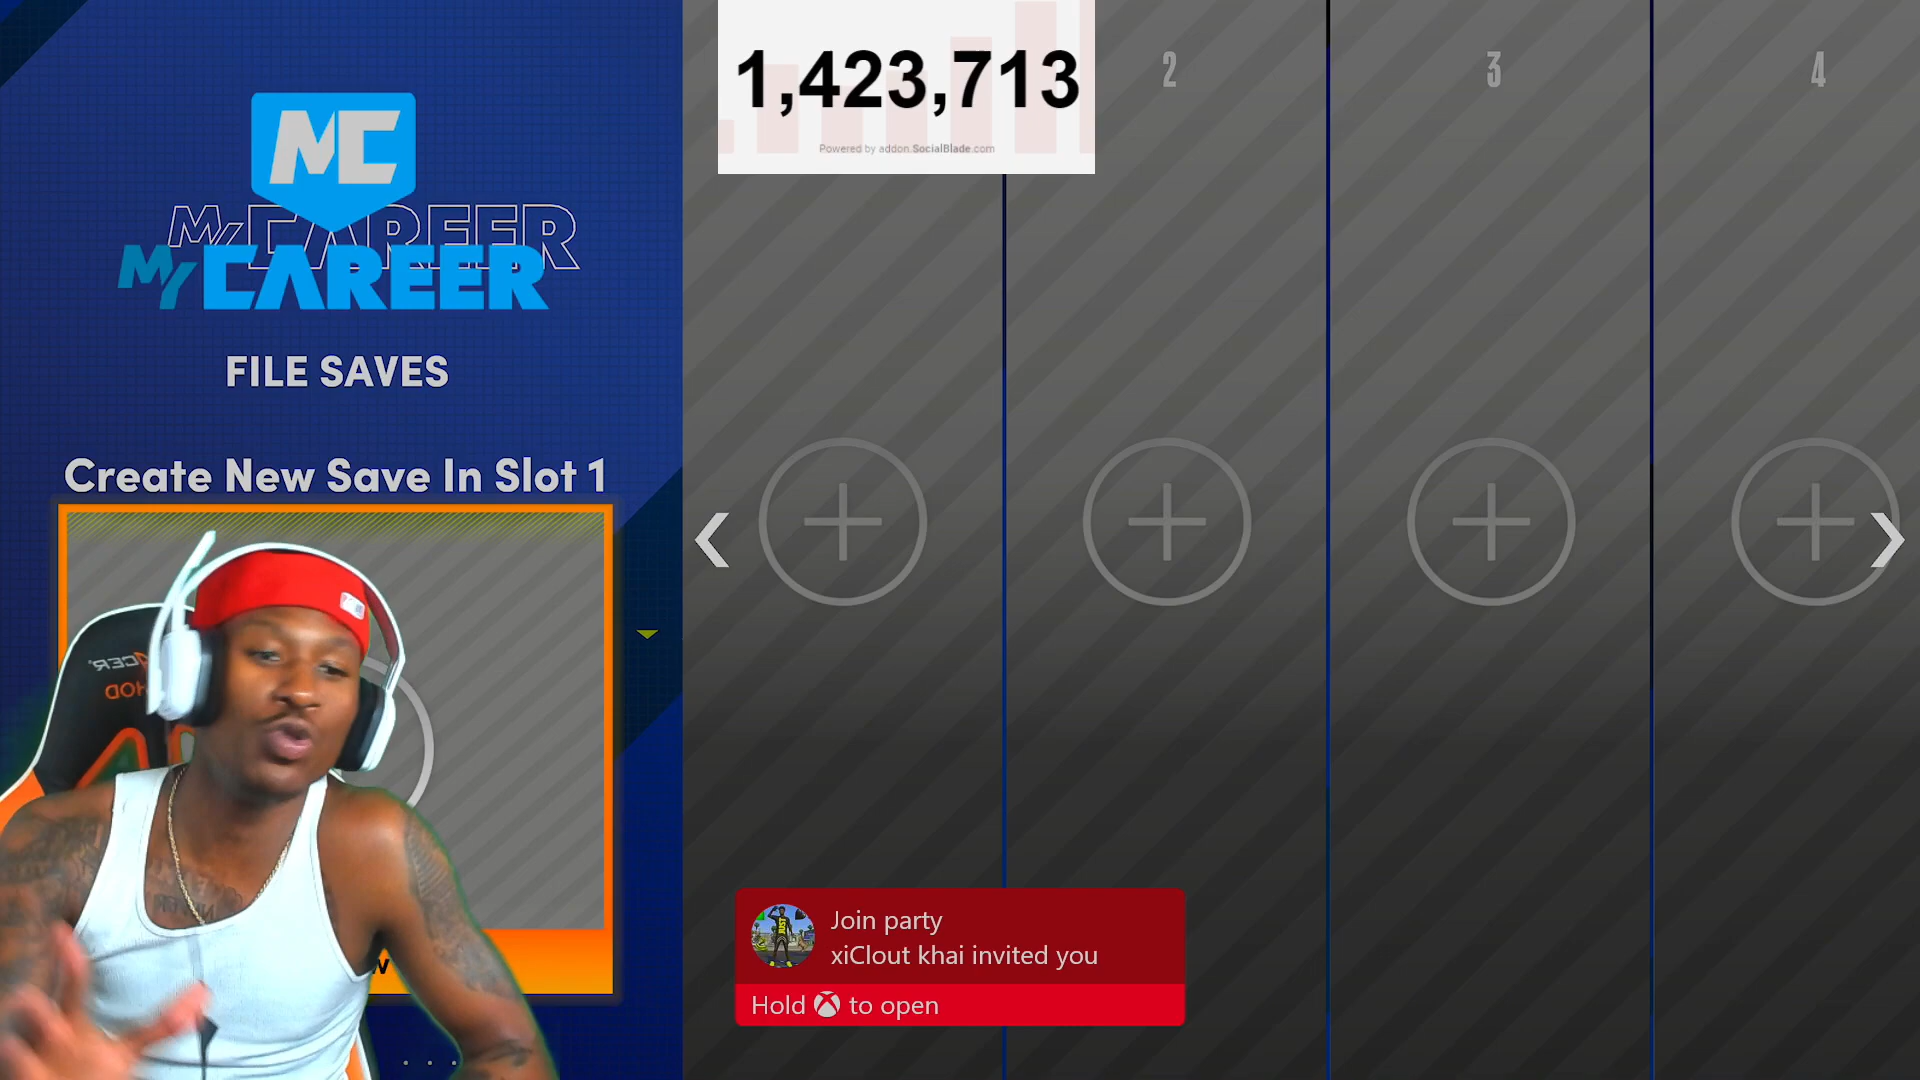 MC
MyCAREER
MyCAREER
FILE SAVES
Create New Save In Slot 1
1,423,713
Powered by addon.SocialBlade.com
2
3
4
Join party
xiClout khai invited you
Hold to open